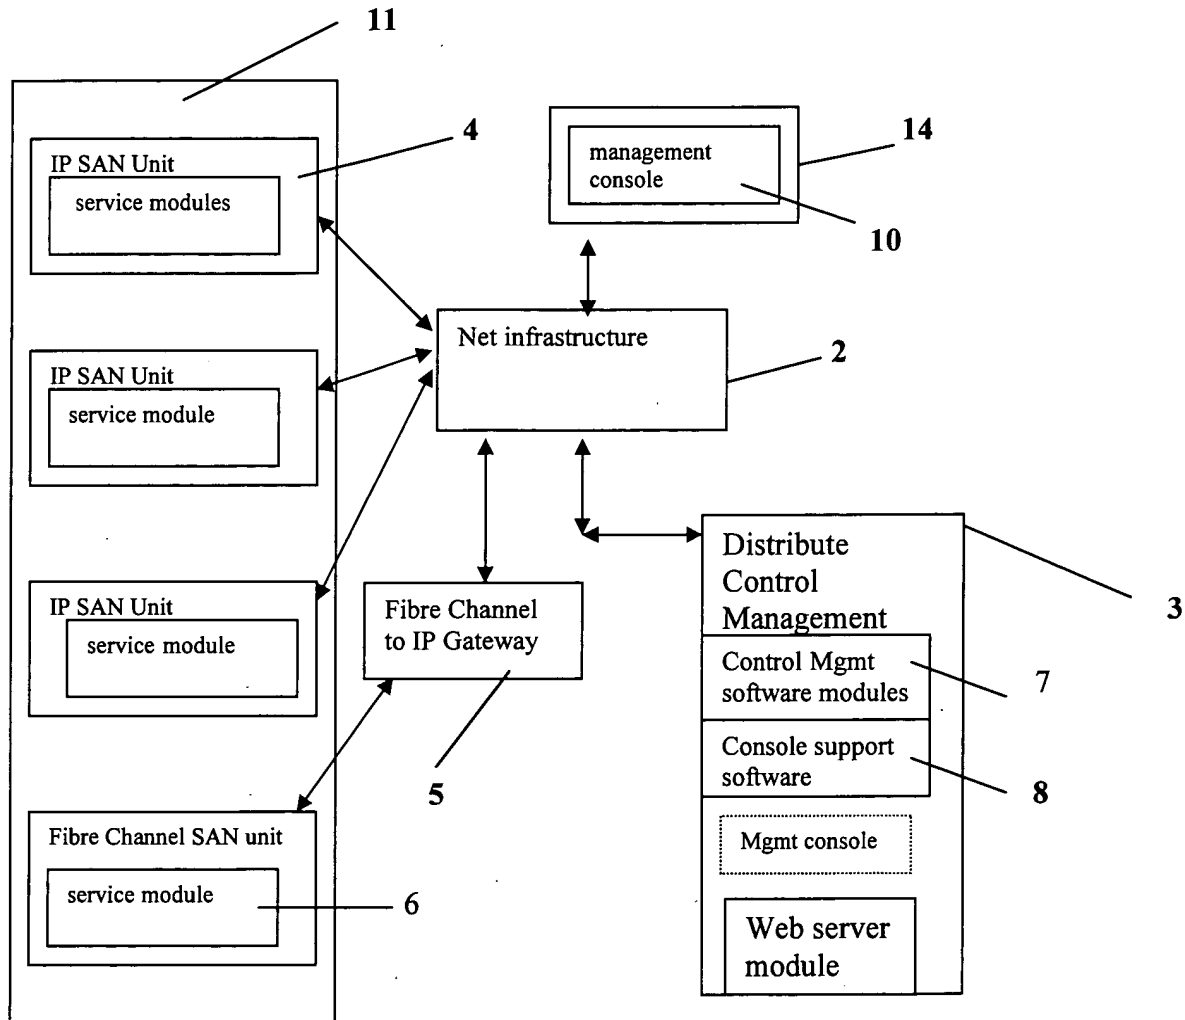 11
4
IP SAN Unit
service modules
management
console
14
10
Net infrastructure
2
IP SAN Unit
service module
IP SAN Unit
service module
Fibre Channel
to IP Gateway
5
Distribute
Control
Management
3
Control Mgmt
software modules
7
Console support
software
8
Mgmt console
Web server
module
Fibre Channel SAN unit
service module
6